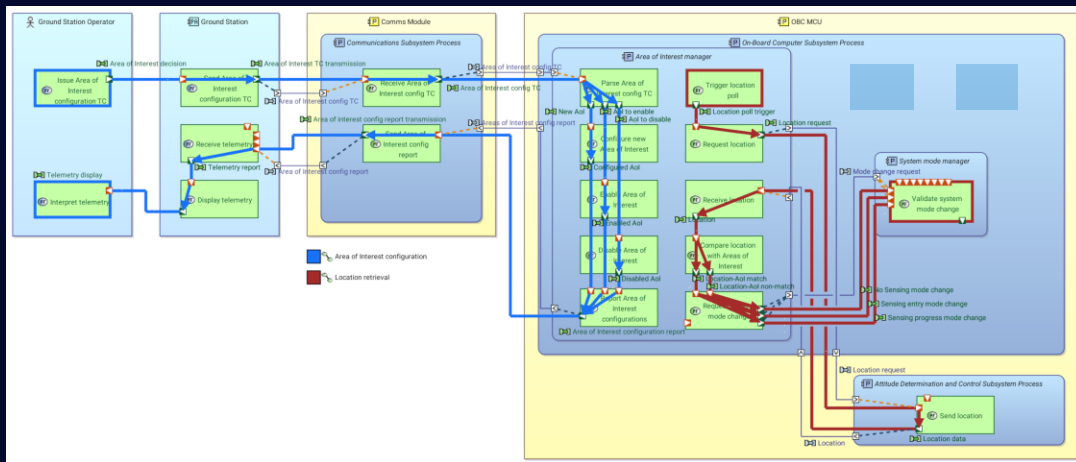 Ground Station Operator
Ground Station
Comms Module
OBC MCU
Communications Subsystem Process
On-Board Computer Subsystem Process
Area of Interest manager
Area of Interest decision
Area of Interest TC transmission
Area of Interest config TC
Area of Interest config TC
Issue Area of
Interest
configuration TC
Send Area of
Interest
configuration TC
Receive Area of
Interest config TC
Area of Interest config TC
Area of Interest config TC
Parse Area of
Interest config TC
Trigger location
poll
New AoI
AoI to enable
AoI to disable
Location poll trigger
Area of Interest config report transmission
Areas of Interest config report
Location request
Receive telemetry
Send Area of
Interest config
report
Configure new
Area of Interest
Request location
Telemetry report
Area of Interest config report
Configured AoI
System mode manager
Mode change request
Telemetry display
Interpret telemetry
Display telemetry
Enable Area of
Interest
Receive location
Validate system
mode change
Enabled AoI
Location
Disable Area of
Interest
Compare location
with Areas of
Interest
Area of Interest configuration
Location retrieval
Disabled AoI
Location-AoI match
Location-AoI non-match
No Sensing mode change
Report Area of
Interest
configurations
Request
mode change
Sensing entry mode change
Sensing progress mode change
Area of Interest configuration report
Location request
Attitude Determination and Control Subsystem Process
Send location
Location
Location data